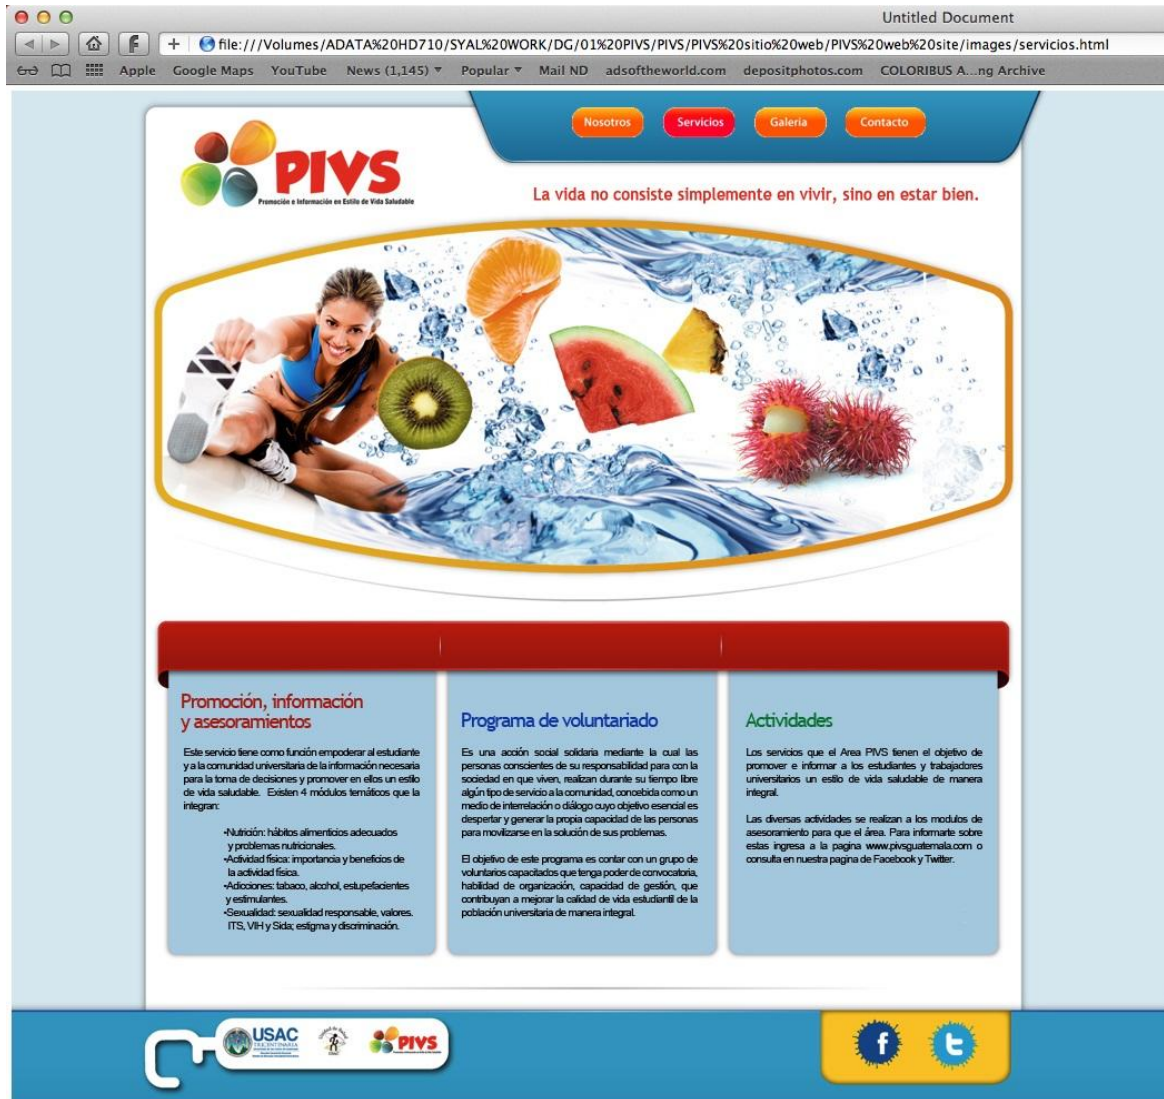 Untitled Document
file:///Volumes/ADATA%20HD710/SYAL%20WORK/DG/01%20PIVS/PIVS/PIVS%20sitio%20web/PIVS%20web%20site/images/servicios.html
Apple Google Maps YouTube News (1,145) Popular Mail ND adsoftheworld.com depositphotos.com COLORIBUS A...ng Archive
Nosotros Servicios Galeria Contacto
PIVS
Promoción e Información en Estilo de Vida Saludable
La vida no consiste simplemente en vivir, sino en estar bien.
Promoción, información
y asesoramientos
Este servicio tiene como función empoderar al estudiante
y a la comunidad universitaria de la información necesaria
para la toma de decisiones y promover en ellos un estilo
de vida saludable. Existen 4 módulos temáticos que la
integran:
•Nutrición: hábitos alimenticios adecuados
y problemas nutricionales.
•Actividad física: importancia y beneficios de
la actividad física.
•Adicciones: tabaco, alcohol, estupefacientes
y estimulantes.
•Sexualidad: sexualidad responsable, valores.
ITS, VIH y Sida; estigma y discriminación.
Programa de voluntariado
Es una acción social solidaria mediante la cual las
personas conscientes de su responsabilidad para con la
sociedad en que viven, realizan durante su tiempo libre
algún tipo de servicio a la comunidad, concebida como un
medio de interrelación o diálogo cuyo objetivo esencial es
despertar y generar la propia capacidad de las personas
para movilizarse en la solución de sus problemas.
El objetivo de este programa es contar con un grupo de
voluntarios capacitados que tenga poder de convocatoria,
habilidad de organización, capacidad de gestión, que
contribuyan a mejorar la calidad de vida estudiantil de la
población universitaria de manera integral.
Actividades
Los servicios que el Area PIVS tienen el objetivo de
promover e informar a los estudiantes y trabajadores
universitarios un estilo de vida saludable de manera
integral.
Las diversas actividades se realizan a los modulos de
asesoramiento para que el área. Para informarte sobre
estas ingresa a la pagina www.pivsguatemala.com o
consulta en nuestra pagina de Facebook y Twitter.
USAC
TRICENTENARIA
PIVS